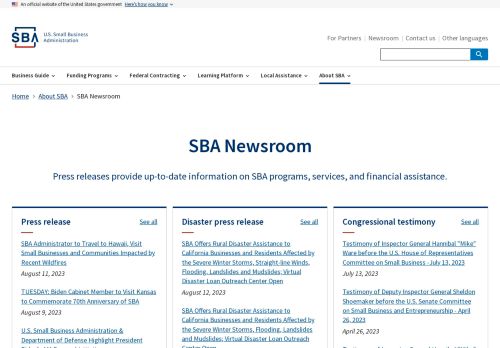 An official website of the United States government Here's how you know
SBA U.S. Small Business
Administration
For Partners Newsroom Contact us Other languages
Business Guide Funding Programs Federal Contracting Learning Platform Local Assistance About SBA
Home > About SBA > SBA Newsroom
SBA Newsroom
Press releases provide up-to-date information on SBA programs, services, and financial assistance.
Press release See all
SBA Administrator to Travel to Hawaii, Visit
Small Businesses and Communities Impacted by
Recent Wildfires
August 11, 2023
TUESDAY: Biden Cabinet Member to Visit Kansas
to Commemorate 70th Anniversary of SBA
August 9, 2023
U.S. Small Business Administration &
Department of Defense Highlight President
Disaster press release See all
SBA Offers Rural Disaster Assistance to
California Businesses and Residents Affected by
the Severe Winter Storms, Straight-line Winds,
Flooding, Landslides and Mudslides; Virtual
Disaster Loan Outreach Center Open
August 12, 2023
SBA Offers Rural Disaster Assistance to
California Businesses and Residents Affected by
the Severe Winter Storms, Flooding, Landslides
and Mudslides; Virtual Disaster Loan Outreach
Center Open
Congressional testimony See all
Testimony of Inspector General Hannibal "Mike"
Ware before the U.S. House of Representatives
Committee on Small Business -July 13, 2023
July 13, 2023
Testimony of Deputy Inspector General Sheldon
Shoemaker before the U.S. Senate Committee
on Small Business and Entrepreneurship - April
26, 2023
April 26, 2023